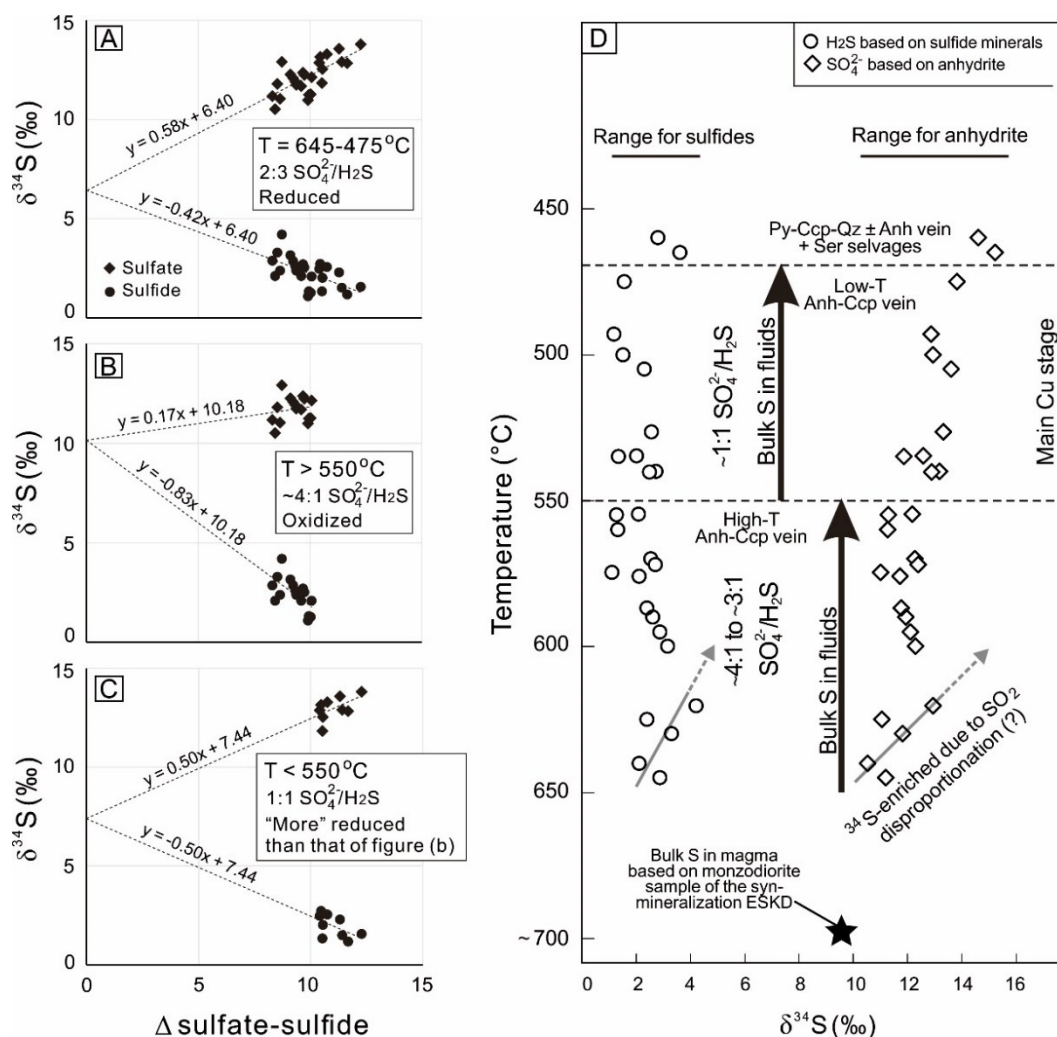 A
15
10
5
0
δ³⁴S (‰)
y = 0.58x + 6.40
T = 645-475°C
2:3 SO₄²⁻/H₂S
Reduced
y = -0.42x + 6.40
Sulfate
Sulfide
B
15
10
5
0
δ³⁴S (‰)
y = 0.17x + 10.18
T > 550°C
~4:1 SO₄²⁻/H₂S
Oxidized
y = -0.83x + 10.18
C
15
10
5
0
δ³⁴S (‰)
y = 0.50x + 7.44
T < 550°C
1:1 SO₄²⁻/H₂S
"More" reduced
than that of figure (b)
y = -0.50x + 7.44
0 5 10 15
Δ sulfate-sulfide
D
H2S based on sulfide minerals
SO₄²⁻ based on anhydrite
Range for sulfides
Range for anhydrite
450
500
550
600
650
~700
Temperature (°C)
Py-Ccp-Qz ± Anh vein
+ Ser selvages
Low-T
Anh-Ccp vein
~1:1 SO₄²⁻/H₂S
Bulk S in fluids
Main Cu stage
High-T
Anh-Ccp vein
~4:1 to ~3:1
SO₄²⁻/H₂S
Bulk S in fluids
³⁴S-enriched due to SO₂
disproportionation (?)
Bulk S in magma
based on monzodiorite
sample of the syn-
mineralization ESKD
0 2 4 6 8 10 12 14 16
δ³⁴S (‰)